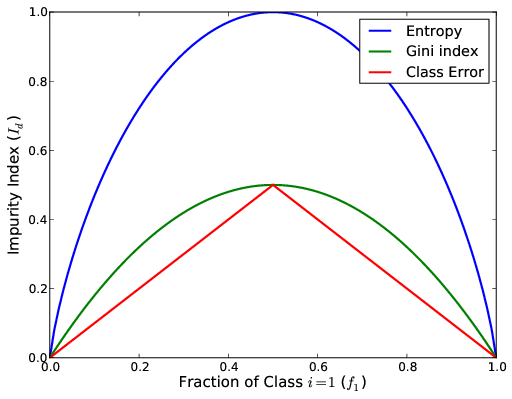 Entropy
Gini index
Class Error
1.0
0.8
0.6
0.4
0.2
0.0
0.0 0.2 0.4 0.6 0.8 1.0
Impurity Index (I_d)
Fraction of Class i=1 (f_1)